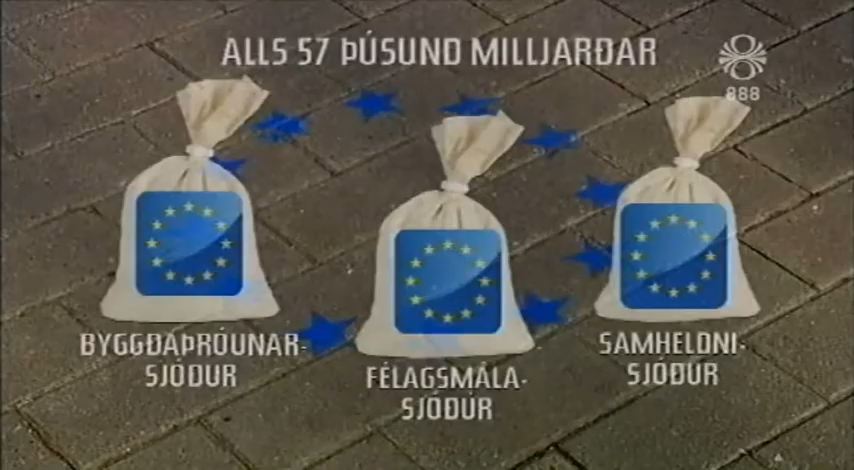 ALLS 57 ÞÚSUND MILLJARÐAR
888
BYGGÐAÞRÓUNAR-
SJÓÐUR
FÉLAGSMÁLA-
SJÓÐUR
SAMHELDNI-
SJÓÐUR